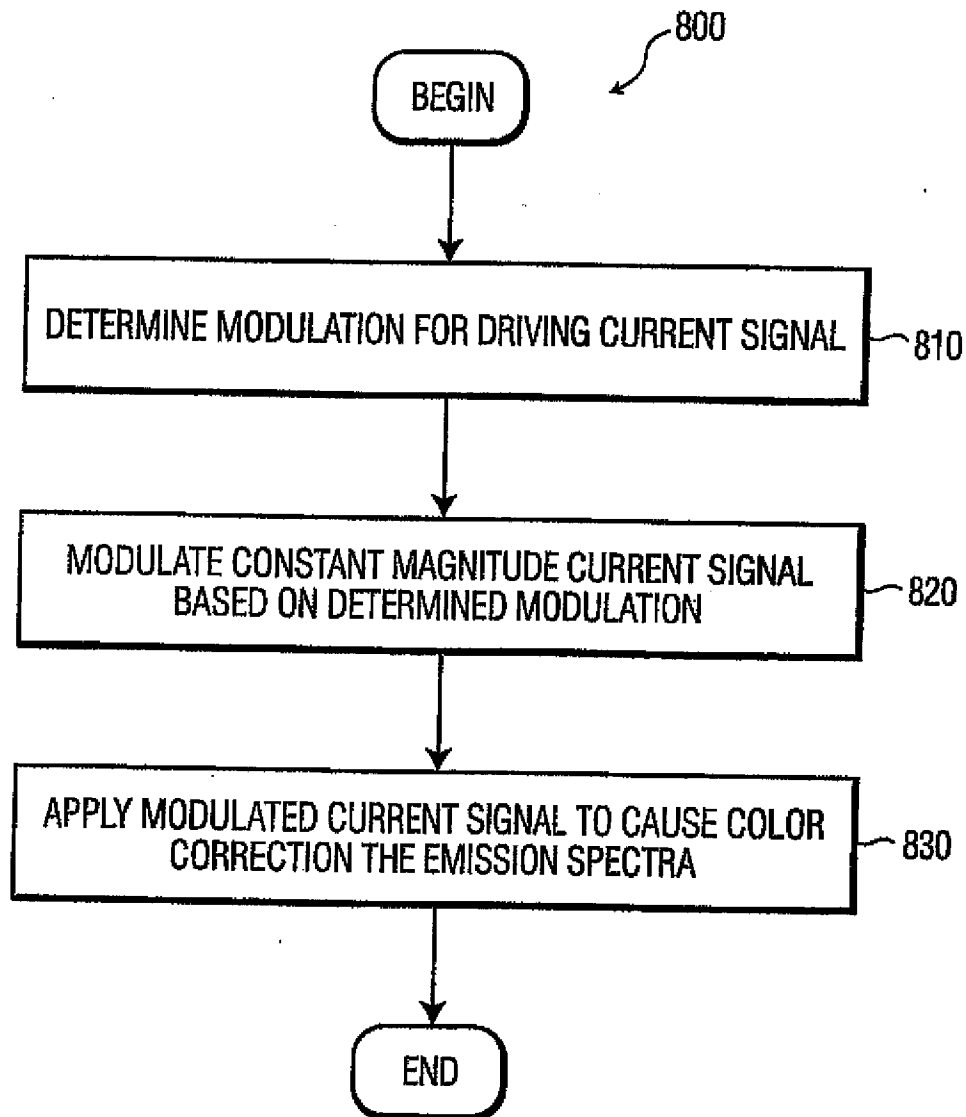 800
BEGIN
DETERMINE MODULATION FOR DRIVING CURRENT SIGNAL
810
MODULATE CONSTANT MAGNITUDE CURRENT SIGNAL
BASED ON DETERMINED MODULATION
820
APPLY MODULATED CURRENT SIGNAL TO CAUSE COLOR
CORRECTION THE EMISSION SPECTRA
830
END